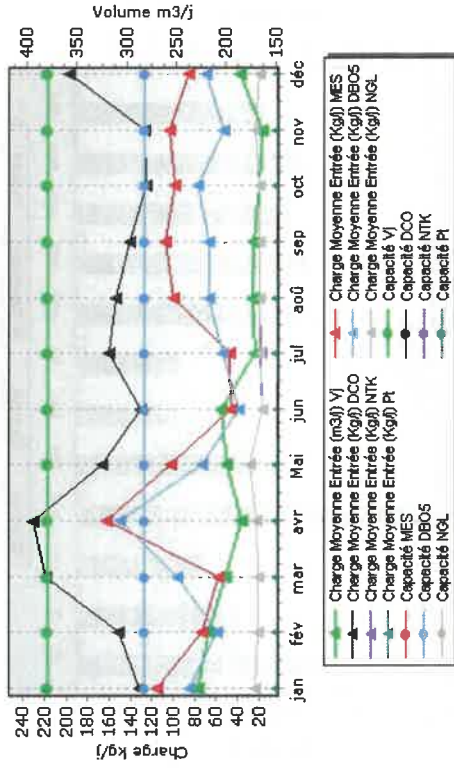 Volume m3/j
400
350
300
250
200
150
240
220
200
180
160
140
120
100
80
60
40
20
Charge kg/j
jan
fév
mar
avr
Mai
jun
jul
aoû
sep
oct
nov
déc
Charge Moyenne Entrée (m3/j) Vj
Charge Moyenne Entrée (Kg/j) MES
Charge Moyenne Entrée (Kg/j) DCO
Charge Moyenne Entrée (Kg/j) DBO5
Charge Moyenne Entrée (Kg/j) NTK
Charge Moyenne Entrée (Kg/j) NGL
Charge Moyenne Entrée (Kg/j) Pt
Capacité Vj
Capacité MES
Capacité DCO
Capacité DBO5
Capacité NTK
Capacité NGL
Capacité Pt